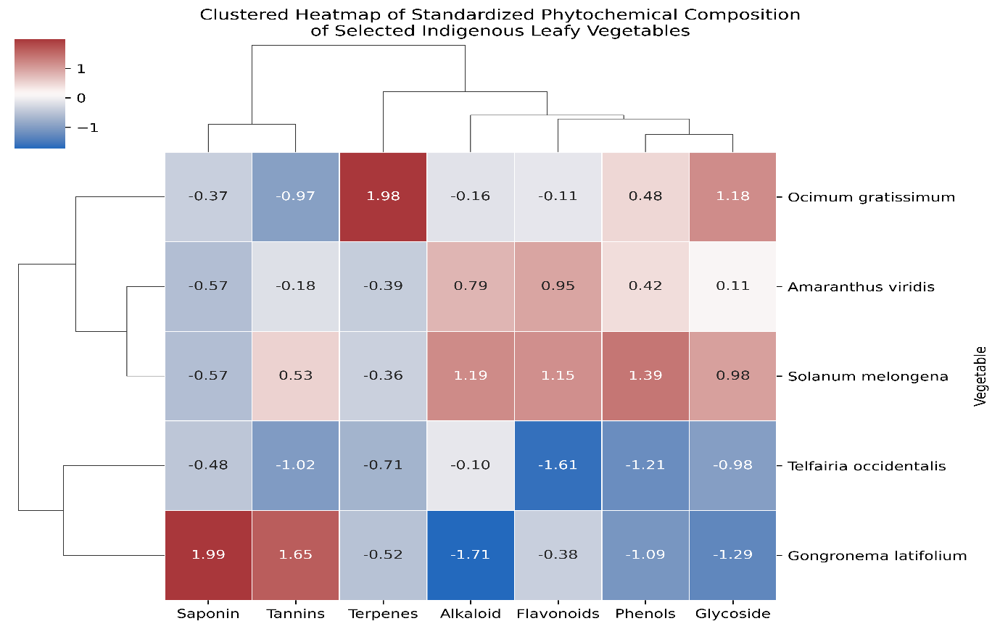 Clustered Heatmap of Standardized Phytochemical Composition
of Selected Indigenous Leafy Vegetables
1
0
−1
-0.37 -0.97 1.98 -0.16 -0.11 0.48 1.18 Ocimum gratissimum
-0.57 -0.18 -0.39 0.79 0.95 0.42 0.11 Amaranthus viridis
-0.57 0.53 -0.36 1.19 1.15 1.39 0.98 Solanum melongena
-0.48 -1.02 -0.71 -0.10 -1.61 -1.21 -0.98 Telfairia occidentalis
1.99 1.65 -0.52 -1.71 -0.38 -1.09 -1.29 Gongronema latifolium
Vegetable
Saponin Tannins Terpenes Alkaloid Flavonoids Phenols Glycoside